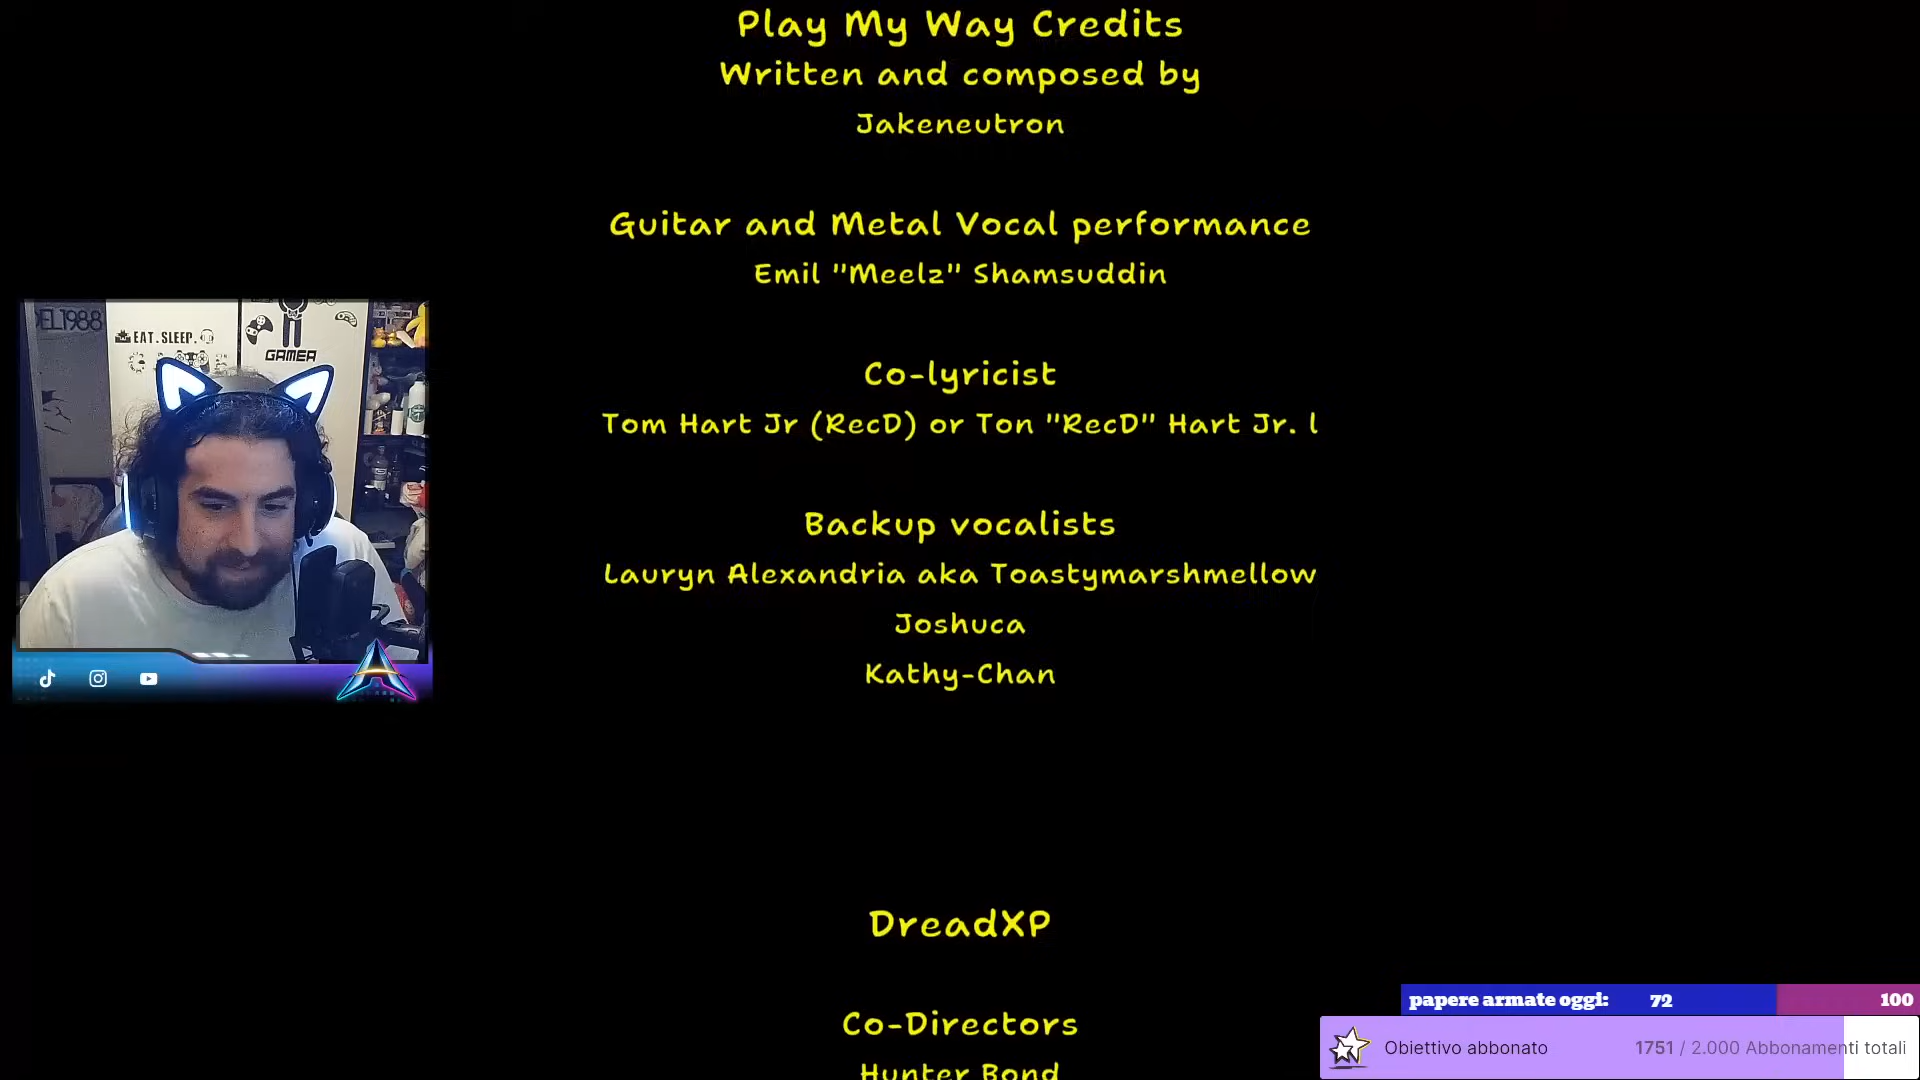 Play My Way Credits
Written and composed by
Jakeneutron
Guitar and Metal Vocal performance
Emil "Meelz" Shamsuddin
Co-lyricist
Tom Hart Jr (RecD) or Ton "RecD" Hart Jr. l
Backup vocalists
Lauryn Alexandria aka Toastymarshmellow
Joshuca
Kathy-Chan
DreadXP
Co-Directors
Hunter Bond
EL1988
EAT. SLEEP.
GAMER
papere armate oggi: 72 100
Obiettivo abbonato 1751 / 2.000 Abbonamenti totali